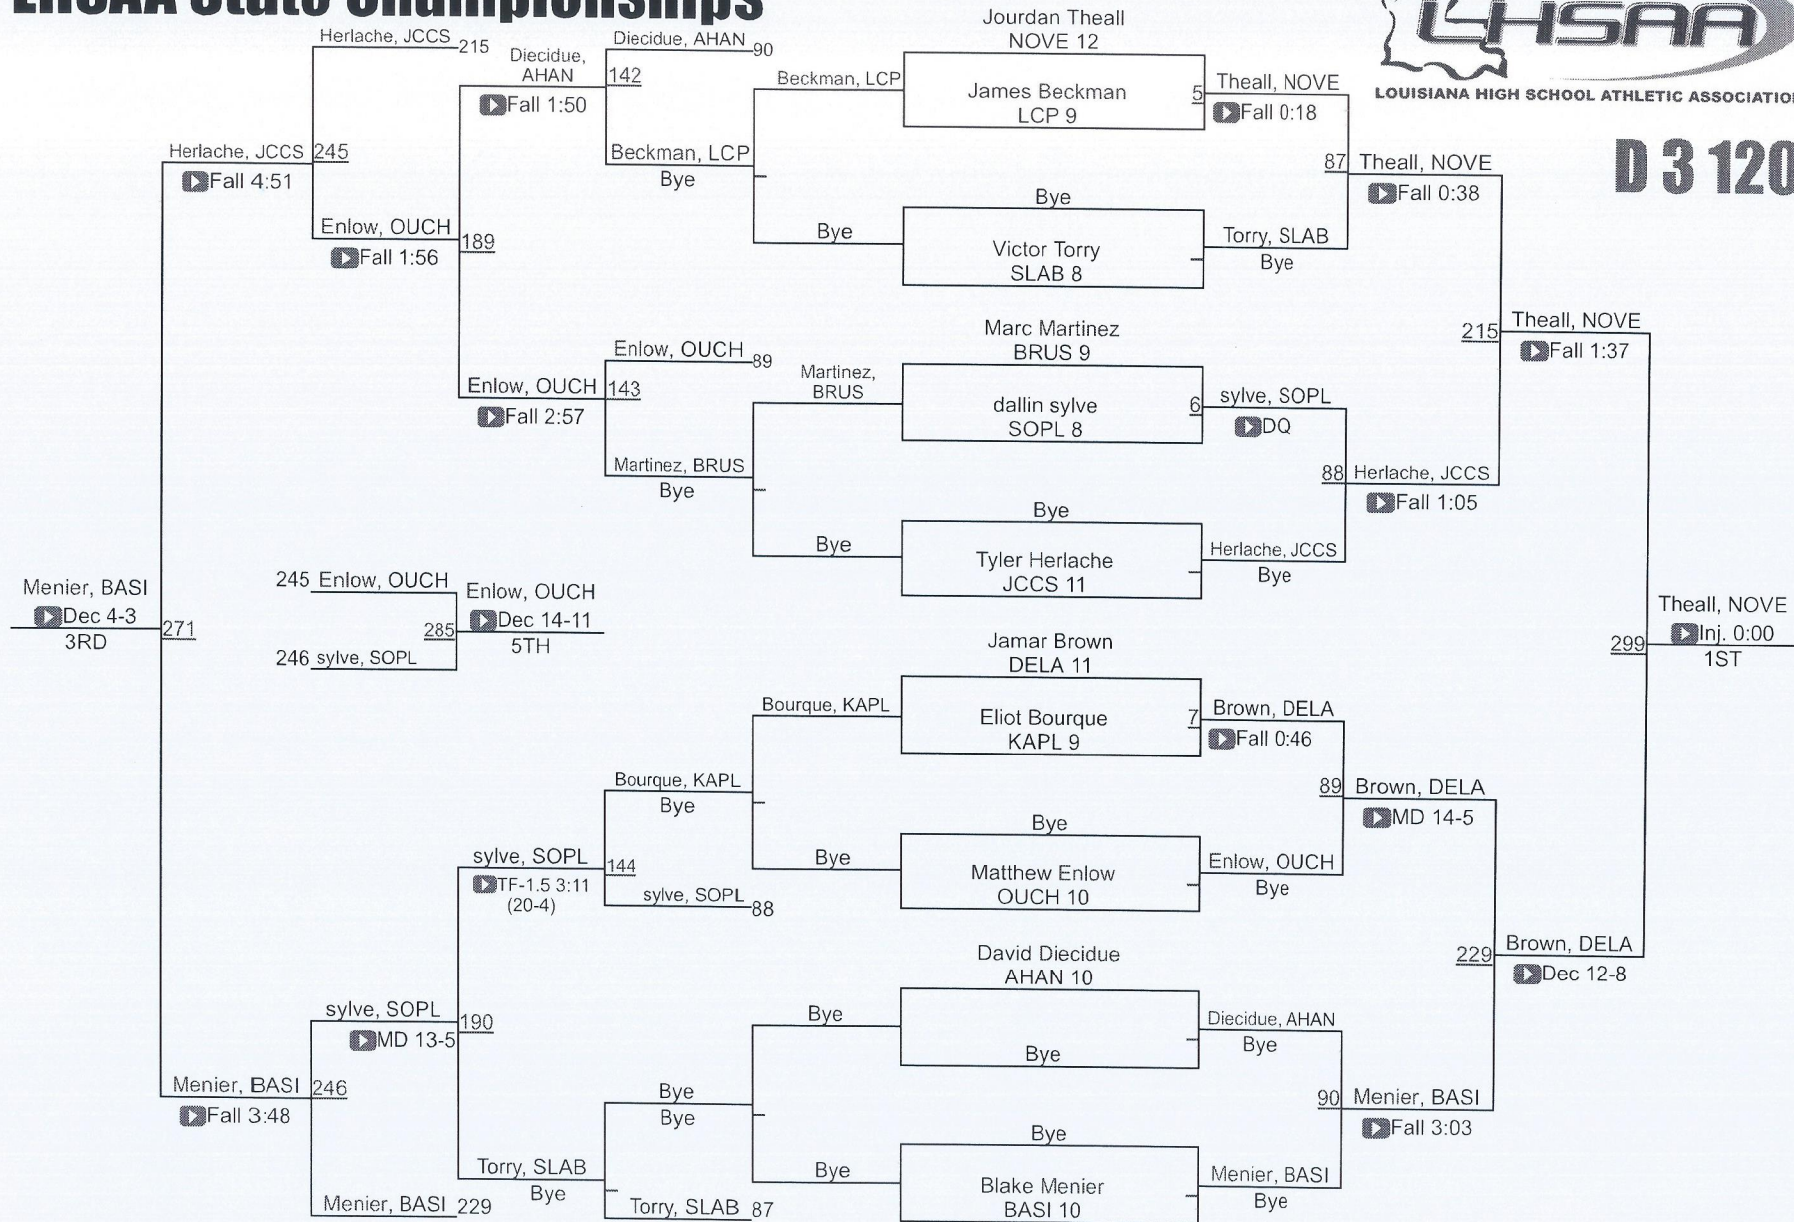 LHSAA State Championships
LHSAA
LOUISIANA HIGH SCHOOL ATHLETIC ASSOCIATION
D 3 120
Herlache, JCCS 215
Herlache, JCCS 245
Fall 4:51
Enlow, OUCH 189
Fall 1:56
Menier, BASI 271
Dec 4-3
3RD
245 Enlow, OUCH
246 sylve, SOPL
285 Enlow, OUCH
Dec 14-11
5TH
sylve, SOPL 190
MD 13-5
Menier, BASI 246
Fall 3:48
Menier, BASI 229
Diecidue,
AHAN 142
Fall 1:50
Enlow, OUCH 143
Fall 2:57
sylve, SOPL 144
TF-1.5 3:11
(20-4)
Torry, SLAB
Bye
Diecidue, AHAN 90
Beckman, LCP
Bye
Enlow, OUCH 89
Martinez, BRUS
Bye
Bourque, KAPL
Bye
sylve, SOPL 88
Bye
Bye
Torry, SLAB 87
Beckman, LCP
Bye
Martinez,
BRUS
Bye
Bourque, KAPL
Bye
Bye
Bye
Jourdan Theall
NOVE 12
James Beckman 5
LCP 9
Bye
Victor Torry
SLAB 8
Marc Martinez
BRUS 9
dallin sylve 6
SOPL 8
Bye
Tyler Herlache
JCCS 11
Jamar Brown
DELA 11
Eliot Bourque 7
KAPL 9
Bye
Matthew Enlow
OUCH 10
David Diecidue
AHAN 10
Bye
Bye
Blake Menier
BASI 10
Theall, NOVE
Fall 0:18
Torry, SLAB
Bye
sylve, SOPL
DQ
Herlache, JCCS
Bye
Brown, DELA
Fall 0:46
Enlow, OUCH
Bye
Diecidue, AHAN
Bye
Menier, BASI
Bye
87 Theall, NOVE
Fall 0:38
88 Herlache, JCCS
Fall 1:05
89 Brown, DELA
MD 14-5
90 Menier, BASI
Fall 3:03
215 Theall, NOVE
Fall 1:37
229 Brown, DELA
Dec 12-8
299 Theall, NOVE
Inj. 0:00
1ST